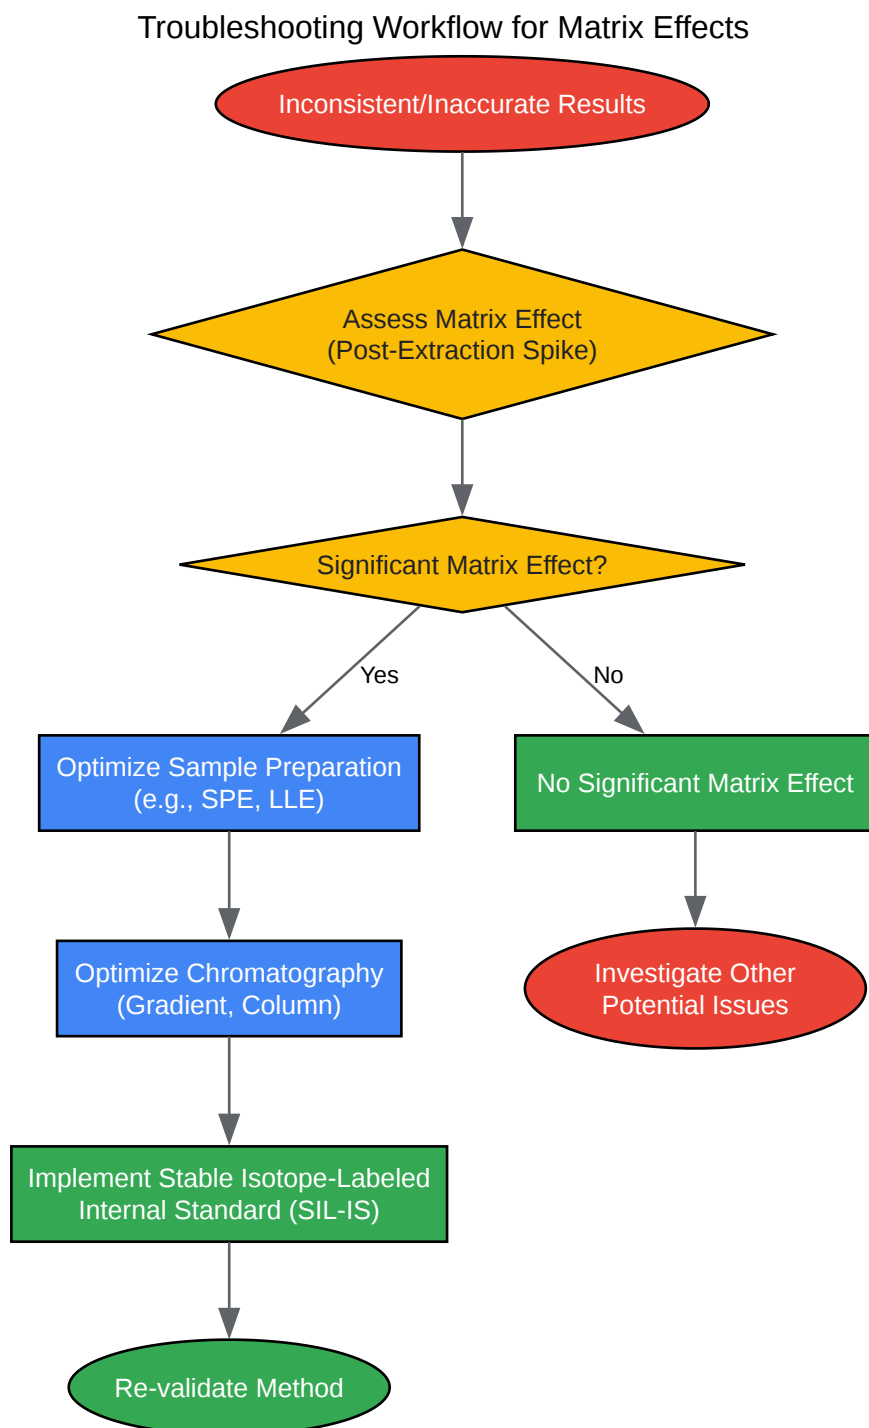 Troubleshooting Workflow for Matrix Effects
Inconsistent/Inaccurate Results
Assess Matrix Effect
(Post-Extraction Spike)
Significant Matrix Effect?
Yes
No
Optimize Sample Preparation
(e.g., SPE, LLE)
No Significant Matrix Effect
Optimize Chromatography
(Gradient, Column)
Investigate Other
Potential Issues
Implement Stable Isotope-Labeled
Internal Standard (SIL-IS)
Re-validate Method